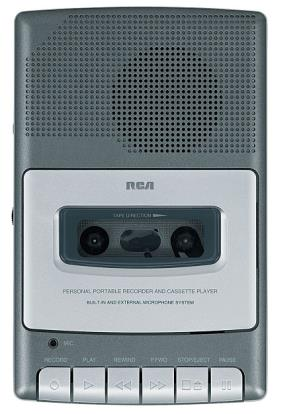 RCA
TAPE DIRECTION
PERSONAL PORTABLE RECORDER AND CASSETTE PLAYER
BUILT-IN AND EXTERNAL MICROPHONE SYSTEM
MIC
RECORD PLAY REWIND F.FWD STOP/EJECT PAUSE